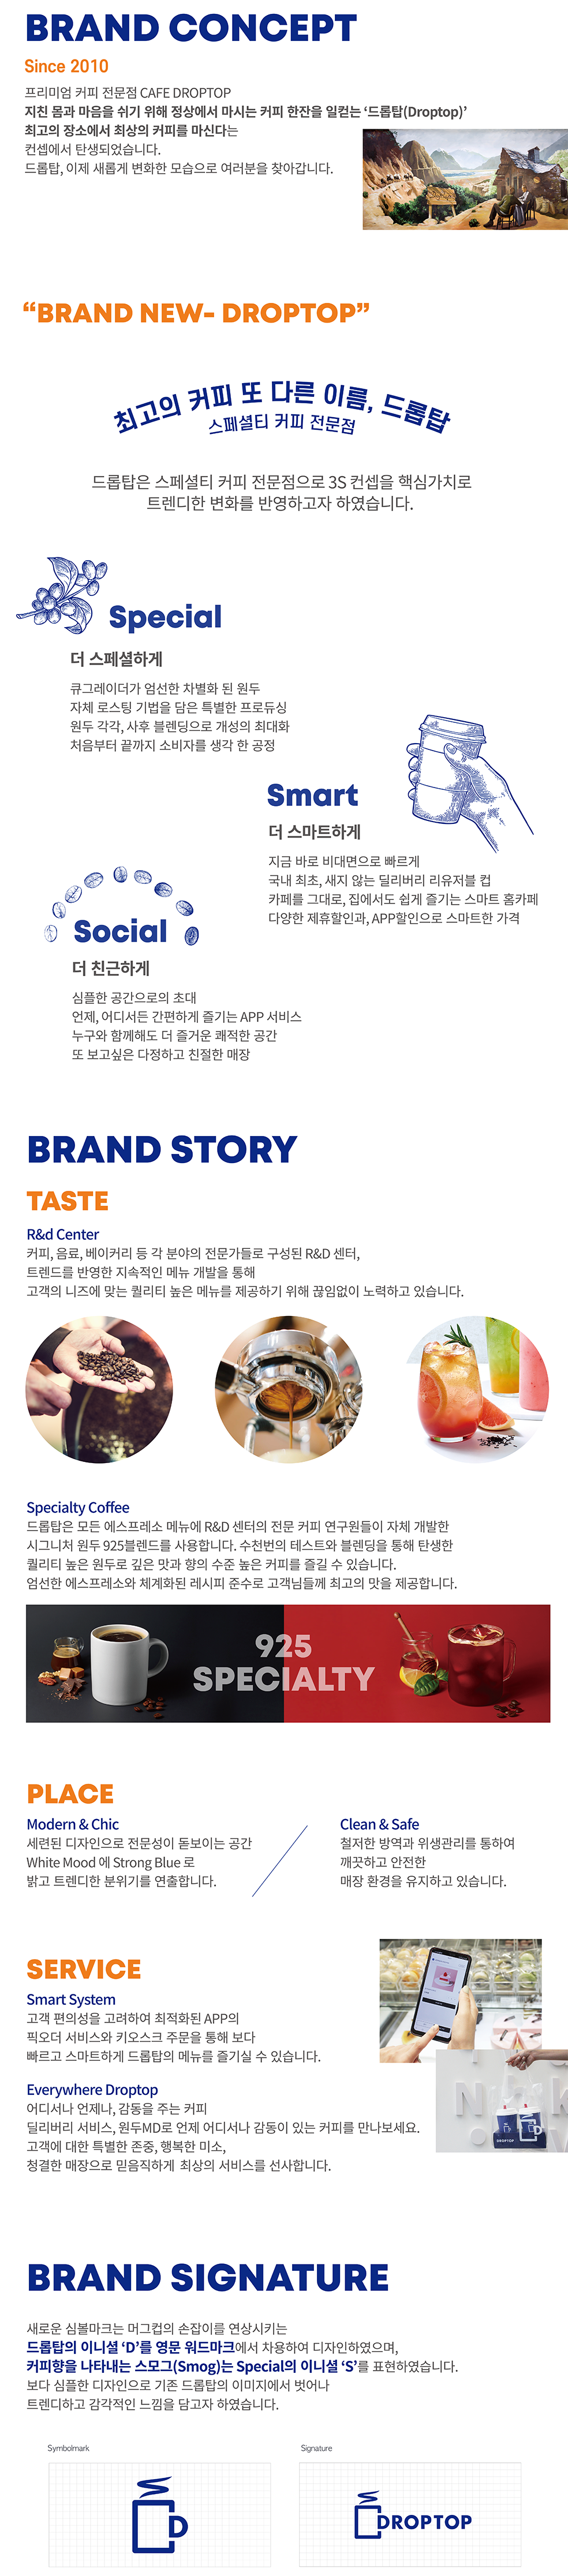 BRAND CONCEPT
Since 2010
프리미엄 커피 전문점 CAFE DROPTOP
지친 몸과 마음을 쉬기 위해 정상에서 마시는 커피 한잔을 일컫는 ‘드롭탑(Droptop)’
최고의 장소에서 최상의 커피를 마신다는
컨셉에서 탄생되었습니다.
드롭탑, 이제 새롭게 변화한 모습으로 여러분을 찾아갑니다.
“BRAND NEW- DROPTOP”
최고의 커피 또 다른 이름, 드롭탑
스페셜티 커피 전문점
드롭탑은 스페셜티 커피 전문점으로 3S 컨셉을 핵심가치로
트렌디한 변화를 반영하고자 하였습니다.
Special
더 스페셜하게
큐그레이더가 엄선한 차별화 된 원두
자체 로스팅 기법을 담은 특별한 프로듀싱
원두 각각, 사후 블렌딩으로 개성의 최대화
처음부터 끝까지 소비자를 생각 한 공정
Smart
더 스마트하게
지금 바로 비대면으로 빠르게
국내 최초, 새지 않는 딜리버리 리유저블 컵
카페를 그대로, 집에서도 쉽게 즐기는 스마트 홈카페
다양한 제휴할인과, APP할인으로 스마트한 가격
Social
더 친근하게
심플한 공간으로의 초대
언제, 어디서든 간편하게 즐기는 APP 서비스
누구와 함께해도 더 즐거운 쾌적한 공간
또 보고싶은 다정하고 친절한 매장
BRAND STORY
TASTE
R&d Center
커피, 음료, 베이커리 등 각 분야의 전문가들로 구성된 R&D 센터,
트렌드를 반영한 지속적인 메뉴 개발을 통해
고객의 니즈에 맞는 퀄리티 높은 메뉴를 제공하기 위해 끊임없이 노력하고 있습니다.
Specialty Coffee
드롭탑은 모든 에스프레소 메뉴에 R&D 센터의 전문 커피 연구원들이 자체 개발한
시그니처 원두 925블렌드를 사용합니다. 수천번의 테스트와 블렌딩을 통해 탄생한
퀄리티 높은 원두로 깊은 맛과 향의 수준 높은 커피를 즐길 수 있습니다.
엄선한 에스프레소와 체계화된 레시피 준수로 고객님들께 최고의 맛을 제공합니다.
925
SPECIALTY
PLACE
Modern & Chic
세련된 디자인으로 전문성이 돋보이는 공간
White Mood 에 Strong Blue 로
밝고 트렌디한 분위기를 연출합니다.
Clean & Safe
철저한 방역과 위생관리를 통하여
깨끗하고 안전한
매장 환경을 유지하고 있습니다.
SERVICE
Smart System
고객 편의성을 고려하여 최적화된 APP의
픽오더 서비스와 키오스크 주문을 통해 보다
빠르고 스마트하게 드롭탑의 메뉴를 즐기실 수 있습니다.
Everywhere Droptop
어디서나 언제나, 감동을 주는 커피
딜리버리 서비스, 원두MD로 언제 어디서나 감동이 있는 커피를 만나보세요.
고객에 대한 특별한 존중, 행복한 미소,
청결한 매장으로 믿음직하게 최상의 서비스를 선사합니다.
DROPTOP
BRAND SIGNATURE
새로운 심볼마크는 머그컵의 손잡이를 연상시키는
드롭탑의 이니셜 ‘D’를 영문 워드마크에서 차용하여 디자인하였으며,
커피향을 나타내는 스모그(Smog)는 Special의 이니셜 ‘S’를 표현하였습니다.
보다 심플한 디자인으로 기존 드롭탑의 이미지에서 벗어나
트렌디하고 감각적인 느낌을 담고자 하였습니다.
Symbolmark
Signature
D
DROPTOP